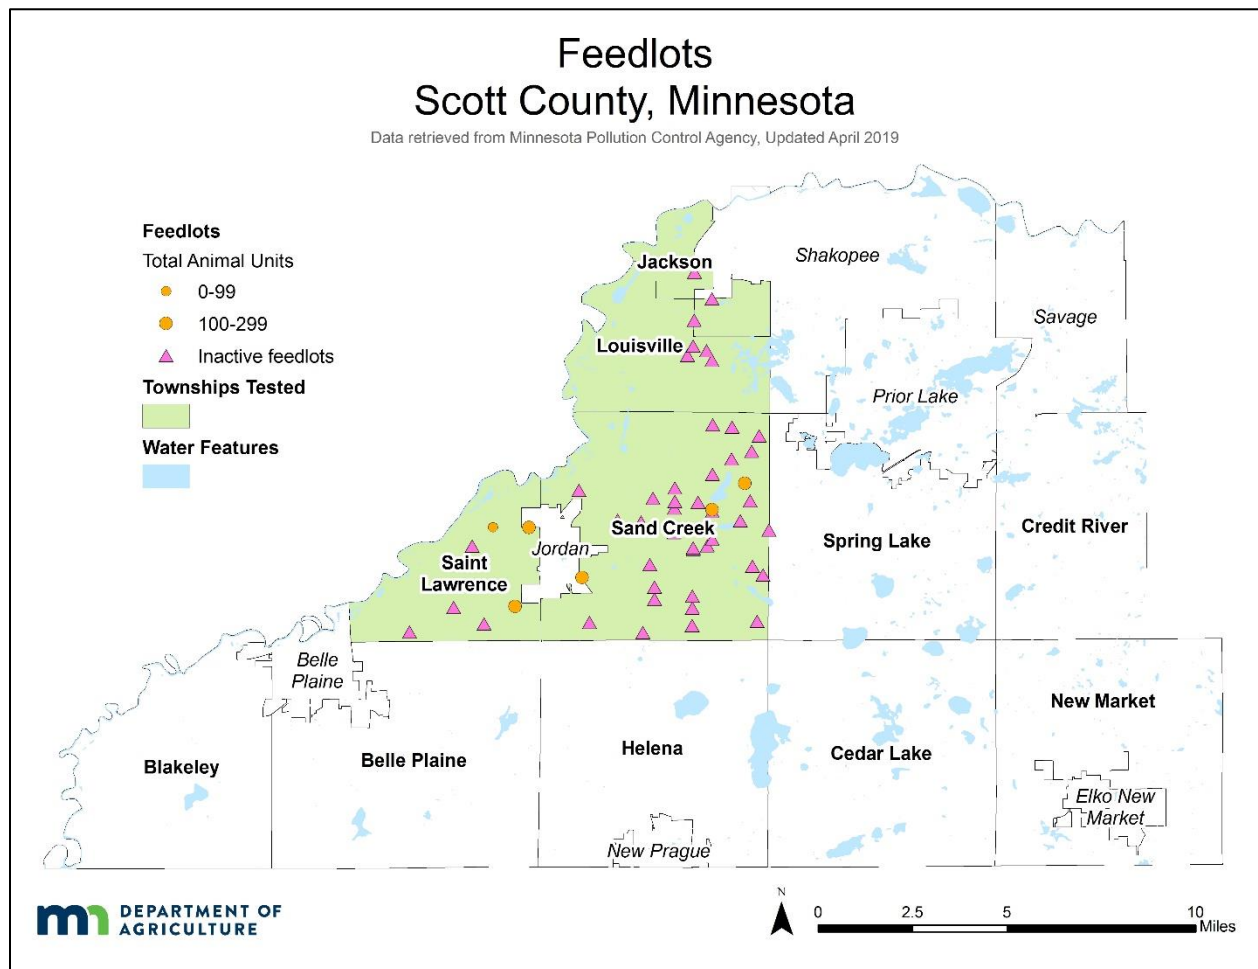 Feedlots
Scott County, Minnesota
Data retrieved from Minnesota Pollution Control Agency, Updated April 2019
Feedlots
Total Animal Units
0-99
100-299
Inactive feedlots
Townships Tested
Water Features
Jackson
Shakopee
Savage
Louisville
Prior Lake
Sand Creek
Jordan
Spring Lake
Credit River
Saint
Lawrence
Belle
Plaine
New Market
Blakeley
Belle Plaine
Helena
Cedar Lake
Elko New
Market
New Prague
DEPARTMENT OF
AGRICULTURE
N
0 2.5 5 10
Miles